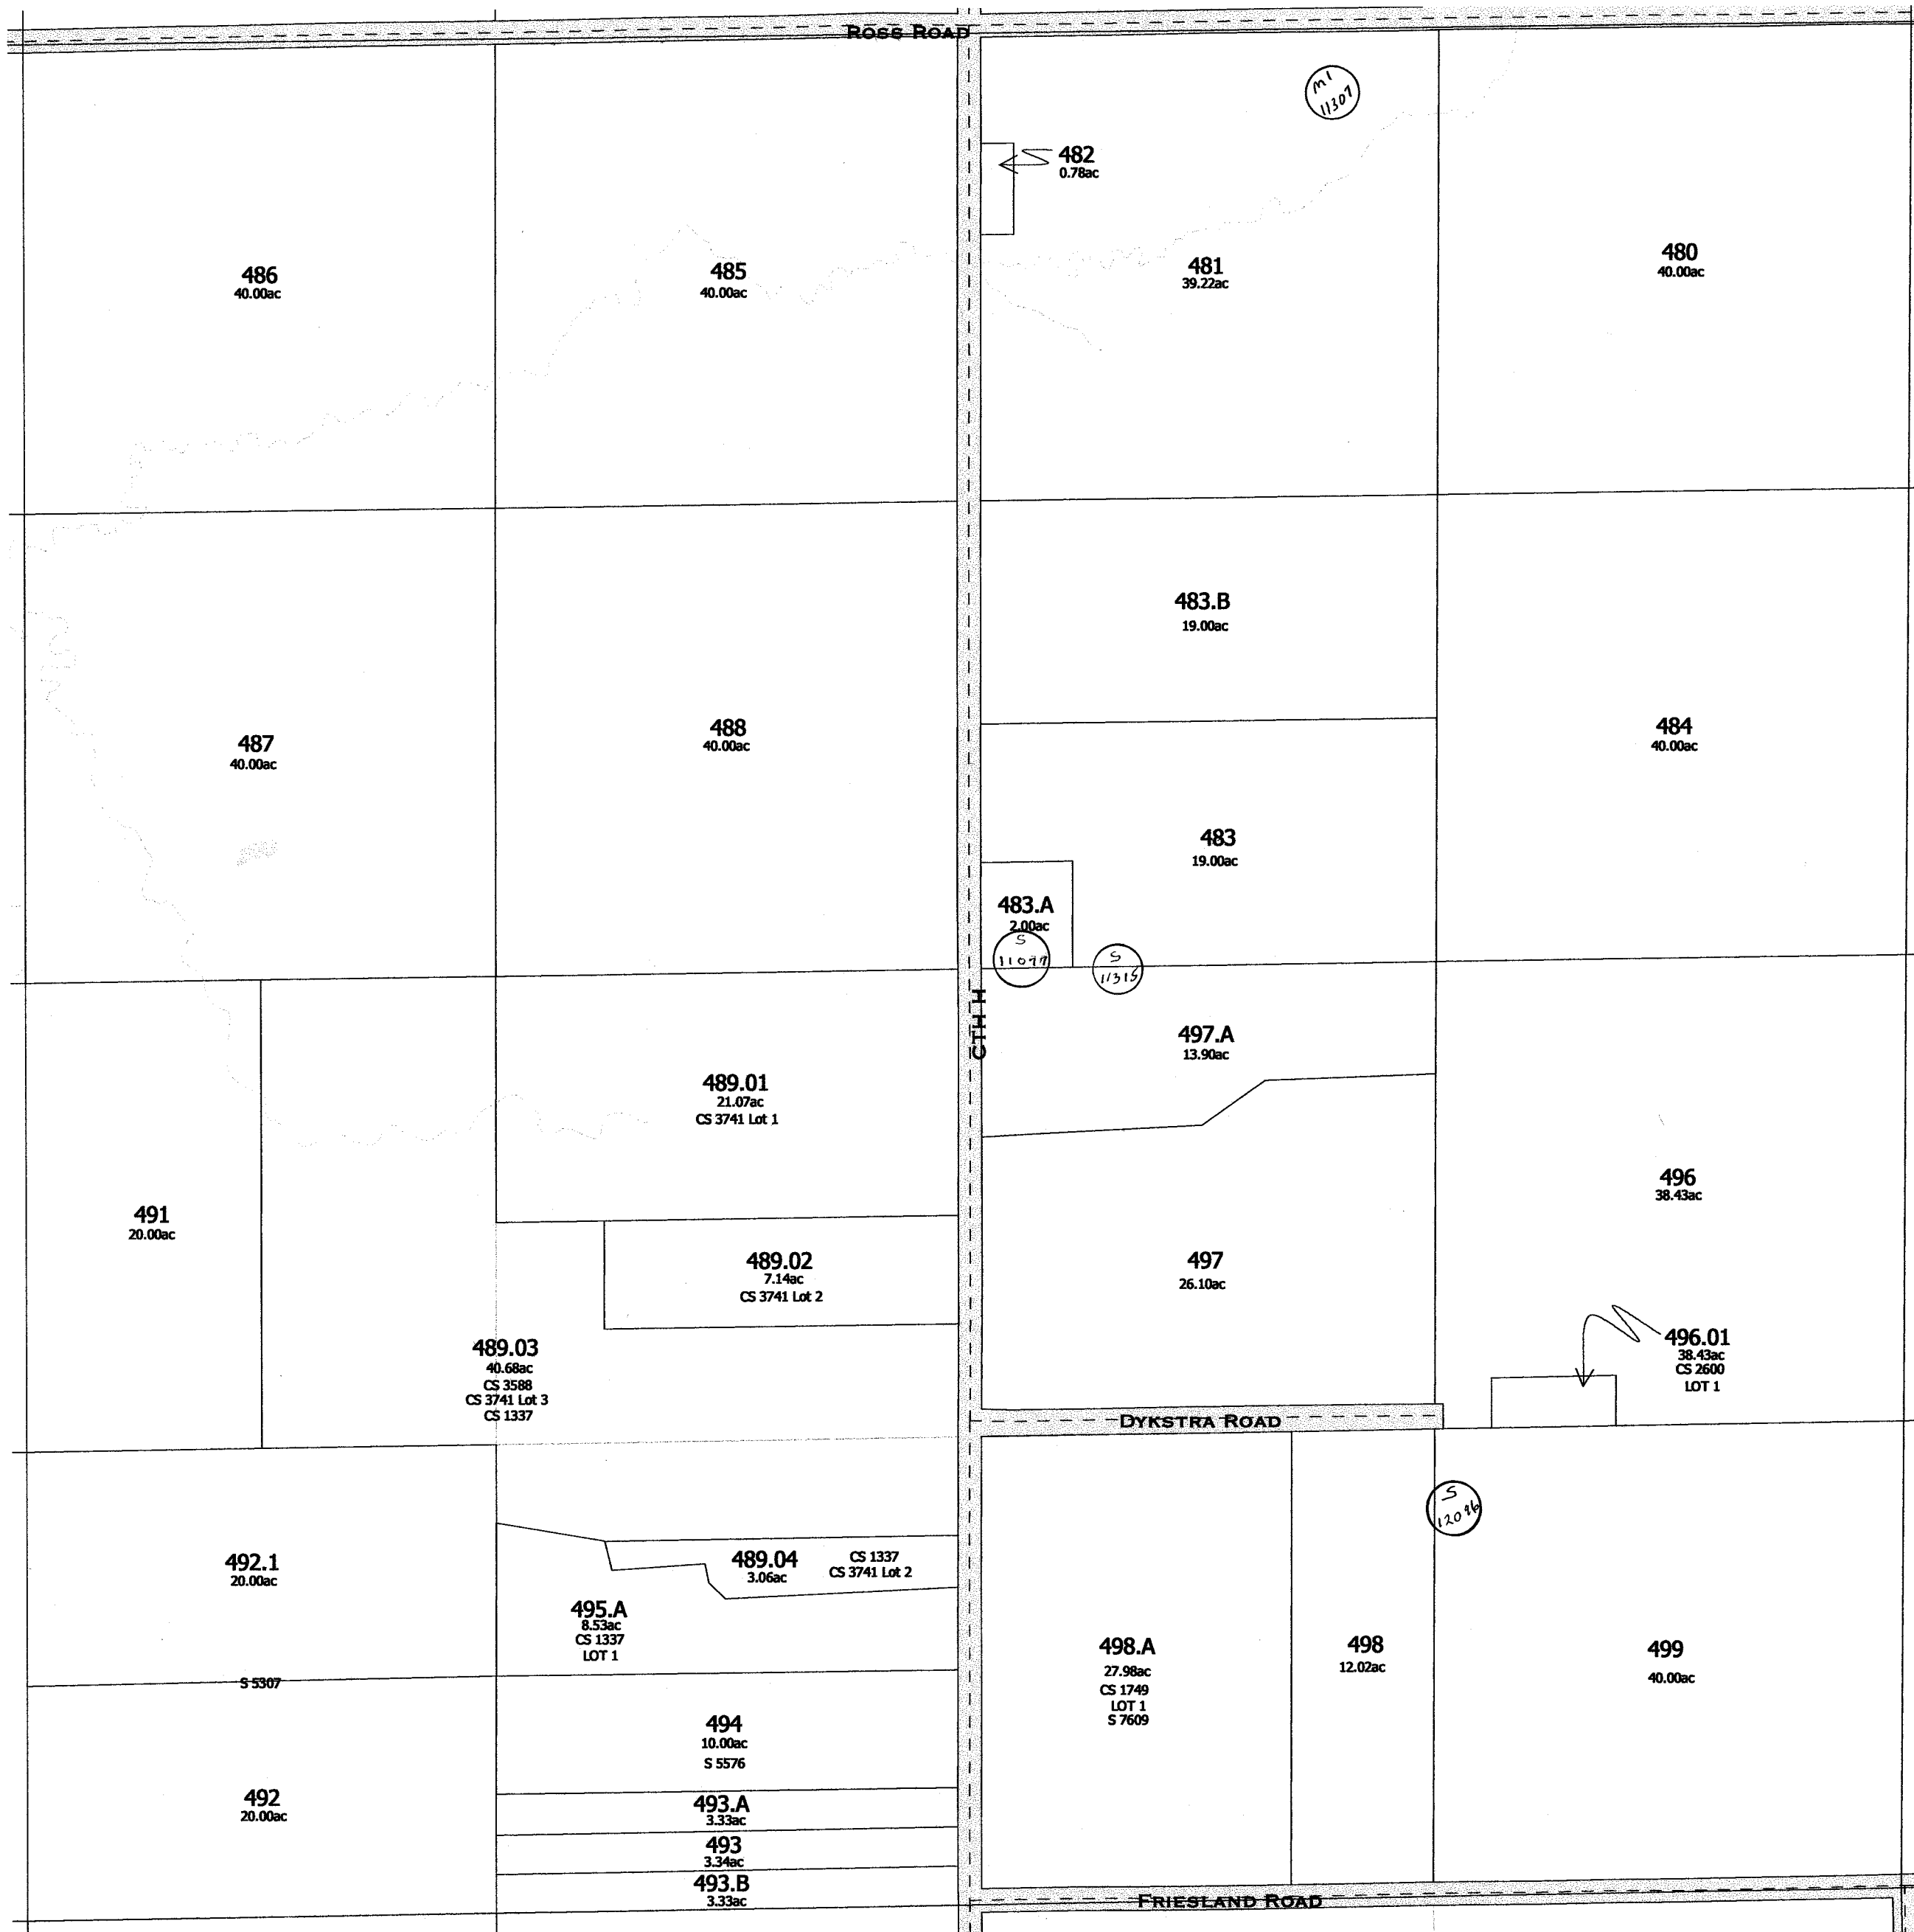 ROSS ROAD
M1
11307
482
0.78ac
486
40.00ac
485
40.00ac
481
39.22ac
480
40.00ac
483.B
19.00ac
487
40.00ac
488
40.00ac
484
40.00ac
483
19.00ac
483.A
2.00ac
S
S
11315
CTH H
497.A
13.90ac
489.01
21.07ac
CS 3741 Lot 1
491
20.00ac
496
38.43ac
489.02
7.14ac
CS 3741 Lot 2
497
26.10ac
489.03
40.68ac
CS 3588
CS 3741 Lot 3
CS 1337
496.01
38.43ac
CS 2600
LOT 1
DYKSTRA ROAD
S
12096
492.1
20.00ac
489.04
3.06ac
CS 1337
CS 3741 Lot 2
495.A
8.53ac
CS 1337
LOT 1
498.A
27.98ac
CS 1749
LOT 1
S 7609
498
12.02ac
499
40.00ac
S 5307
494
10.00ac
S 5576
492
20.00ac
493.A
3.33ac
493
3.34ac
493.B
3.33ac
FRIESLAND ROAD